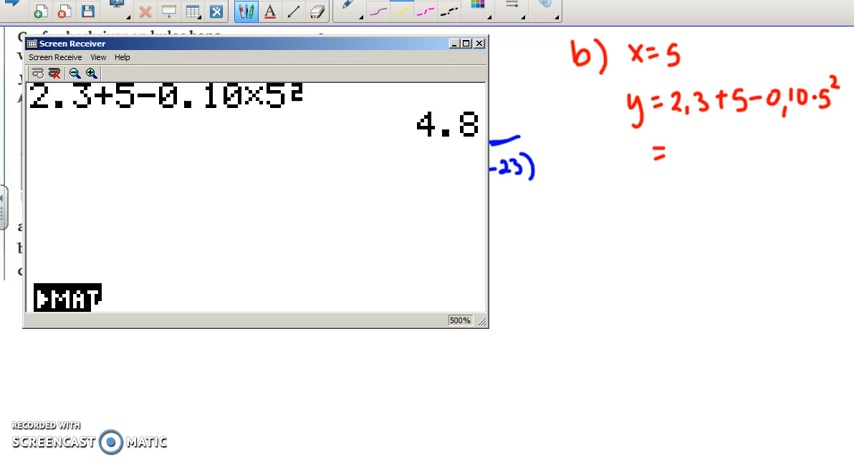 Screen Receiver
Screen Receive View Help
2.3+5-0.10×5²
4.8
▶MAT
500%
-23)
b) x=5
y = 2,3+5-0,10·5²
=
RECORDED WITH
SCREENCAST MATIC